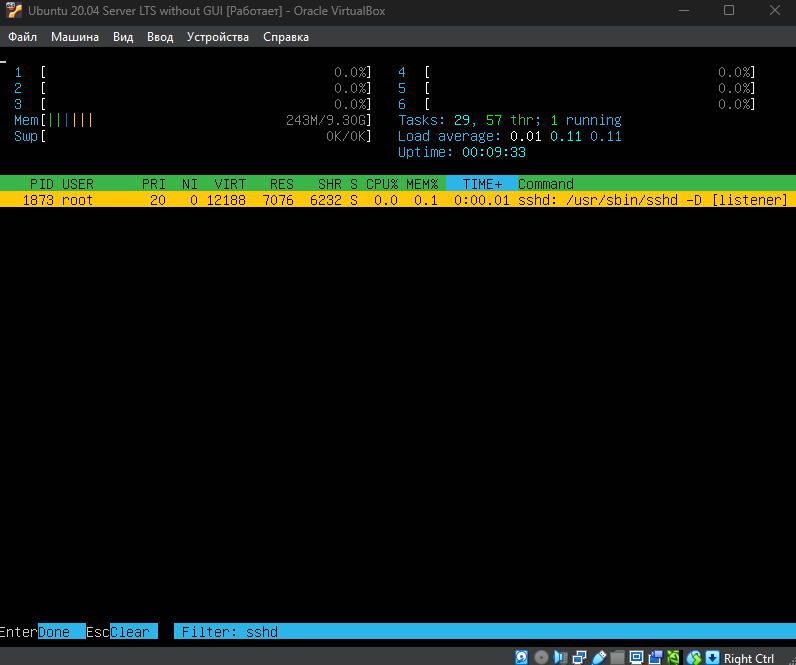 Ubuntu 20.04 Server LTS without GUI [Работает] - Oracle VirtualBox
Файл Машина Вид Ввод Устройства Справка
1 [ 0.0%] 4 [ 0.0%]
2 [ 0.0%] 5 [ 0.0%]
3 [ 0.0%] 6 [ 0.0%]
Mem[|||||| 243M/9.30G] Tasks: 29, 57 thr; 1 running
Swp[ 0K/0K] Load average: 0.01 0.11 0.11
Uptime: 00:09:33
PID USER PRI NI VIRT RES SHR S CPU% MEM% TIME+ Command
1873 root 20 0 12188 7076 6232 S 0.0 0.1 0:00.01 sshd: /usr/sbin/sshd -D [listener]
EnterDone EscClear Filter: sshd
Right Ctrl